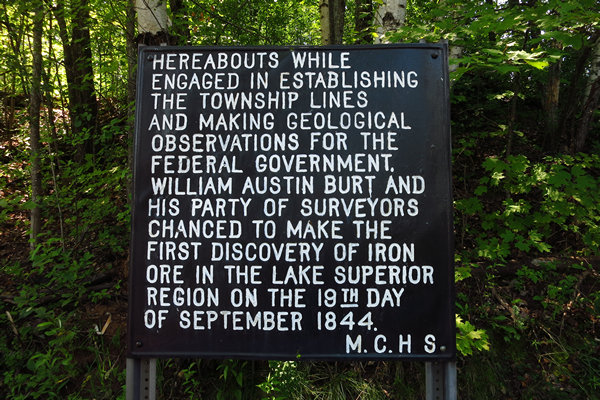 HEREABOUTS WHILE
ENGAGED IN ESTABLISHING
THE TOWNSHIP LINES
AND MAKING GEOLOGICAL
OBSERVATIONS FOR THE
FEDERAL GOVERNMENT,
WILLIAM AUSTIN BURT AND
HIS PARTY OF SURVEYORS
CHANCED TO MAKE THE
FIRST DISCOVERY OF IRON
ORE IN THE LAKE SUPERIOR
REGION ON THE 19TH DAY
OF SEPTEMBER 1844.
M. C. H S